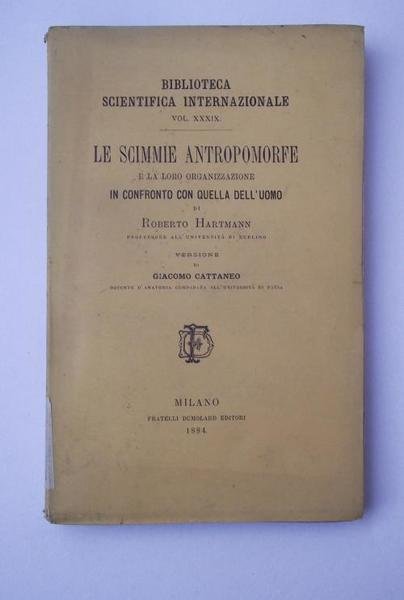 BIBLIOTECA
SCIENTIFICA INTERNAZIONALE
VOL. XXXIX.
LE SCIMMIE ANTROPOMORFE
E LA LORO ORGANIZZAZIONE
IN CONFRONTO CON QUELLA DELL'UOMO
DI
ROBERTO HARTMANN
PROFESSORE ALL'UNIVERSITÀ DI BERLINO
VERSIONE
DI
GIACOMO CATTANEO
DOCENTE D'ANATOMIA COMPARATA ALL'UNIVERSITÀ DI PAVIA
MILANO
FRATELLI DUMOLARD EDITORI
1884.